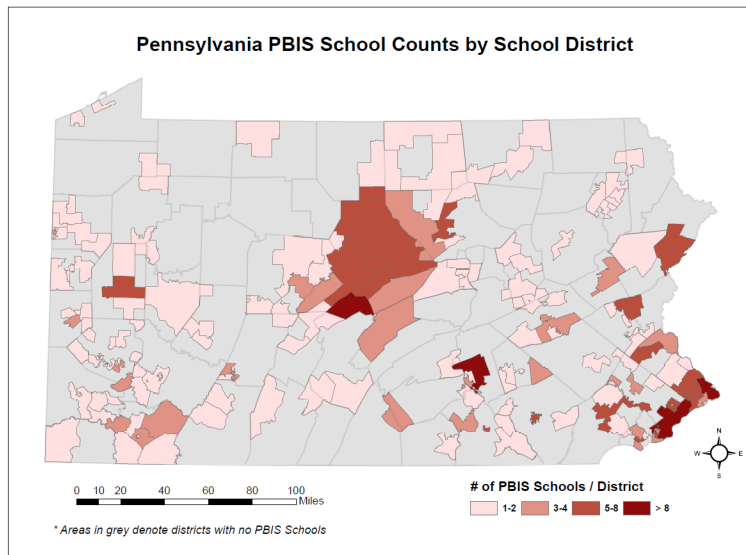 Pennsylvania PBIS School Counts by School District
N
W E
S
0 10 20 40 60 80 100
Miles
# of PBIS Schools / District
1-2 3-4 5-8 > 8
* Areas in grey denote districts with no PBIS Schools